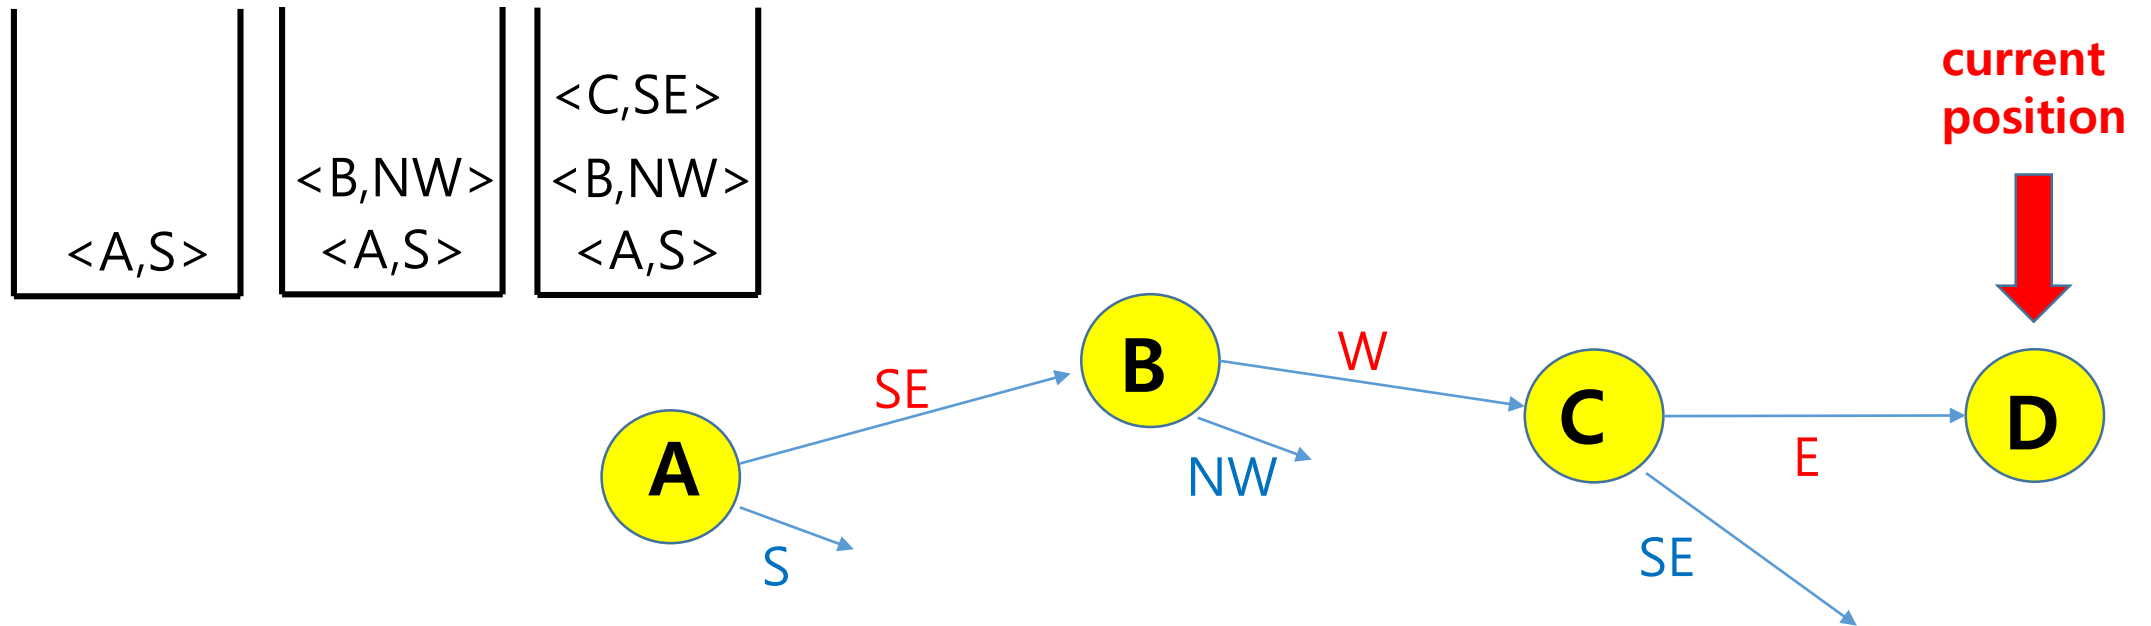 <A,S>
<B,NW>
<A,S>
<C,SE>
<B,NW>
<A,S>
current
position
A
SE
S
B
W
NW
C
E
SE
D